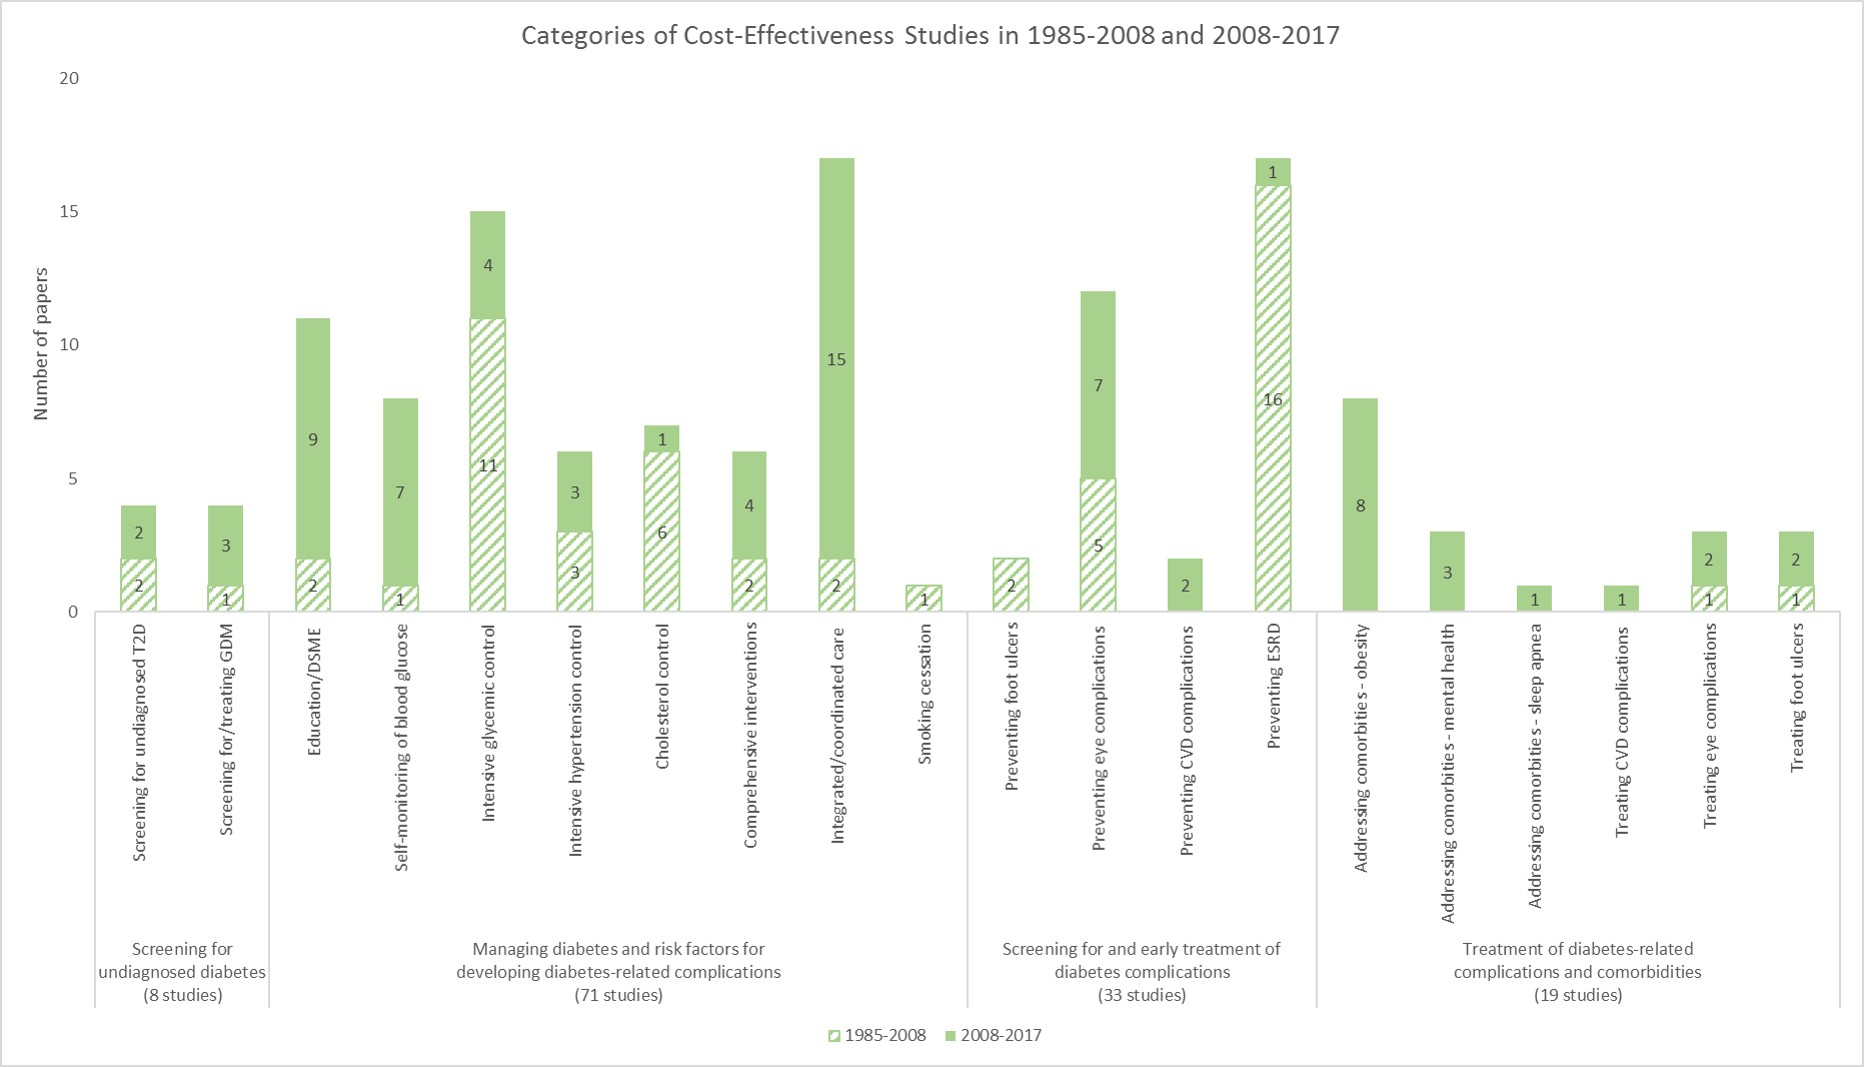 Categories of Cost-Effectiveness Studies in 1985-2008 and 2008-2017
Number of papers
20
15
10
5
0
2
2
3
1
9
2
7
1
4
11
3
3
1
6
4
2
15
2
1
2
7
5
2
1
16
8
3
1
1
2
1
2
1
Screening for undiagnosed T2D
Screening for/treating GDM
Education/DSME
Self-monitoring of blood glucose
Intensive glycemic control
Intensive hypertension control
Cholesterol control
Comprehensive interventions
Integrated/coordinated care
Smoking cessation
Preventing foot ulcers
Preventing eye complications
Preventing CVD complications
Preventing ESRD
Addressing comorbities - obesity
Addressing comorbities - mental health
Addressing comorbities - sleep apnea
Treating CVD complications
Treating eye complications
Treating foot ulcers
Screening for
undiagnosed diabetes
(8 studies)
Managing diabetes and risk factors for
developing diabetes-related complications
(71 studies)
Screening for and early treatment of
diabetes complications
(33 studies)
Treatment of diabetes-related
complications and comorbidities
(19 studies)
1985-2008
2008-2017